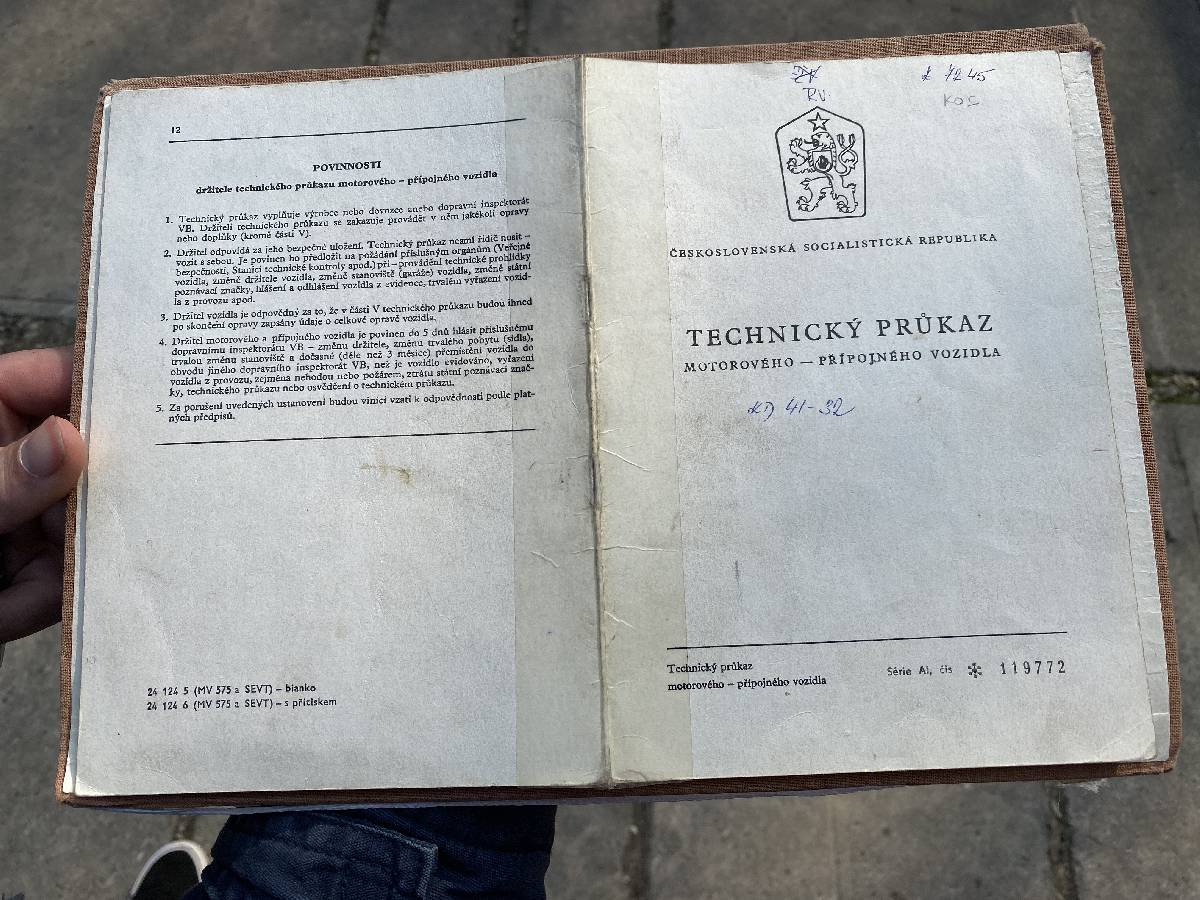 12
POVINNOSTI
držitele technického průkazu motorového – přípojného vozidla
1. Technický průkaz vyplňuje výrobce nebo dovozce anebo dopravní inspektorát
VB. Držiteli technického průkazu se zakazuje provádět v něm jakékoli opravy
nebo doplňky (kromě části V).
2. Držitel odpovídá za jeho bezpečné uložení. Technický průkaz nesmí řidič nosit –
vozit s sebou. Je povinen ho předložit na požádání příslušným orgánům (Veřejné
bezpečnosti, Stanici technické kontroly apod.) při – provádění technické prohlídky
vozidla, změně držitele vozidla, změně stanoviště (garáže) vozidla, změně státní
poznávací značky, hlášení a odhlášení vozidla z evidence, trvalém vyřazení vozid-
la z provozu apod.
3. Držitel vozidla je odpovědný za to, že v části V technického průkazu budou ihned
po skončení opravy zapsány údaje o celkové opravě vozidla.
4. Držitel motorového a přípojného vozidla je povinen do 5 dnů hlásit příslušnému
dopravnímu inspektorátu VB – změnu držitele, změnu trvalého pobytu (sídla),
trvalou změnu stanoviště a dočasné (déle než 3 měsíce) přemístění vozidla do
obvodu jiného dopravního inspektorát VB, než je vozidlo evidováno, vyřazení
vozidla z provozu, zejména nehodou nebo požárem, ztrátu státní poznávací znač-
ky, technického průkazu nebo osvědčení o technickém průkazu.
5. Za porušení uvedených ustanovení budou viníci vzati k odpovědnosti podle plat-
ných předpisů.
24 124 5 (MV 575 a SEVT) – bianko
24 124 6 (MV 575 a SEVT) – s přítiskem
RV
1245
KOC
ČESKOSLOVENSKÁ SOCIALISTICKÁ REPUBLIKA
TECHNICKÝ PRŮKAZ
MOTOROVÉHO — PŘÍPOJNÉHO VOZIDLA
KD 41-32
Technický průkaz
motorového – přípojného vozidla
Série AI, čís ✻ 119772